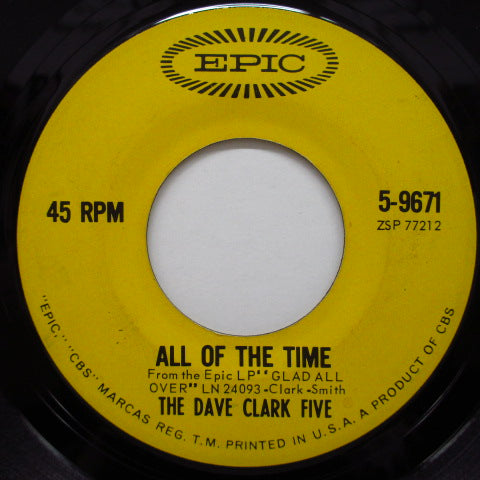 EPIC
45 RPM
5-9671
ZSP 77212
ALL OF THE TIME
From the Epic LP "GLAD ALL
OVER" LN 24093 -Clark-Smith
THE DAVE CLARK FIVE
"EPIC," "CBS" MARCAS REG. T.M. PRINTED IN U.S.A. A PRODUCT OF CBS